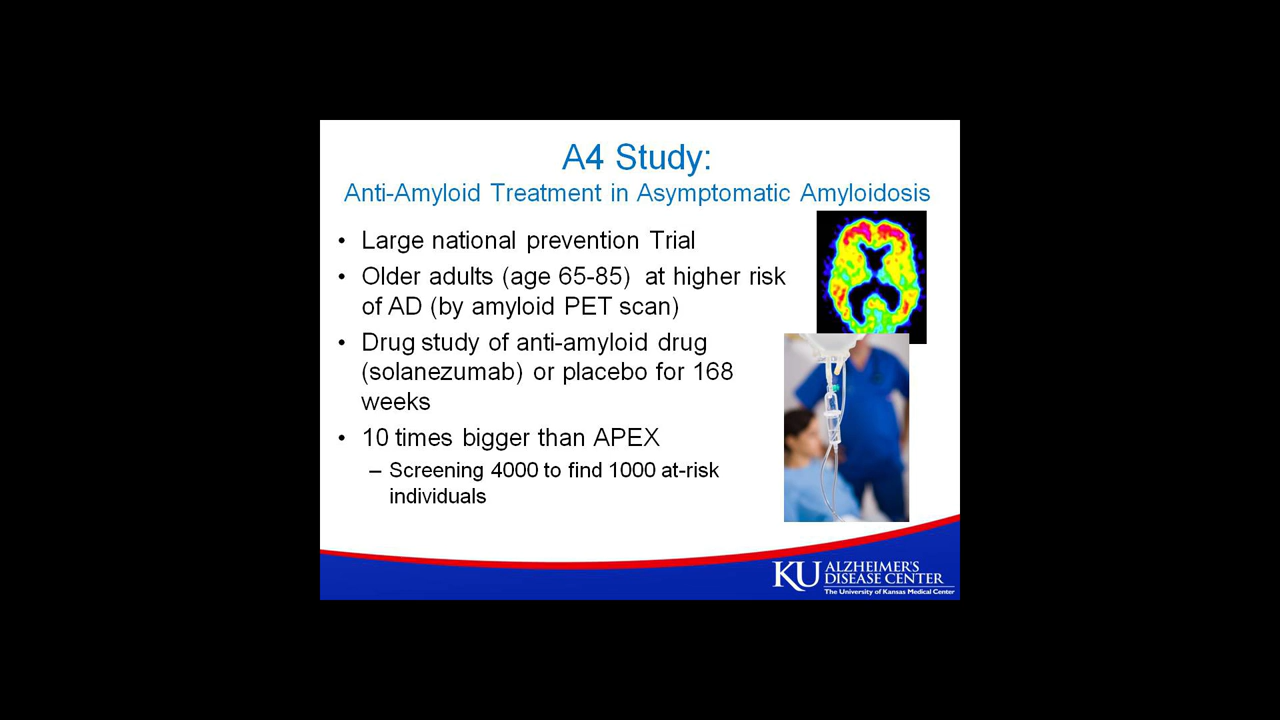 A4 Study:
Anti-Amyloid Treatment in Asymptomatic Amyloidosis
• Large national prevention Trial
• Older adults (age 65-85) at higher risk
of AD (by amyloid PET scan)
• Drug study of anti-amyloid drug
(solanezumab) or placebo for 168
weeks
• 10 times bigger than APEX
– Screening 4000 to find 1000 at-risk
individuals
KU ALZHEIMER'S
DISEASE CENTER
The University of Kansas Medical Center